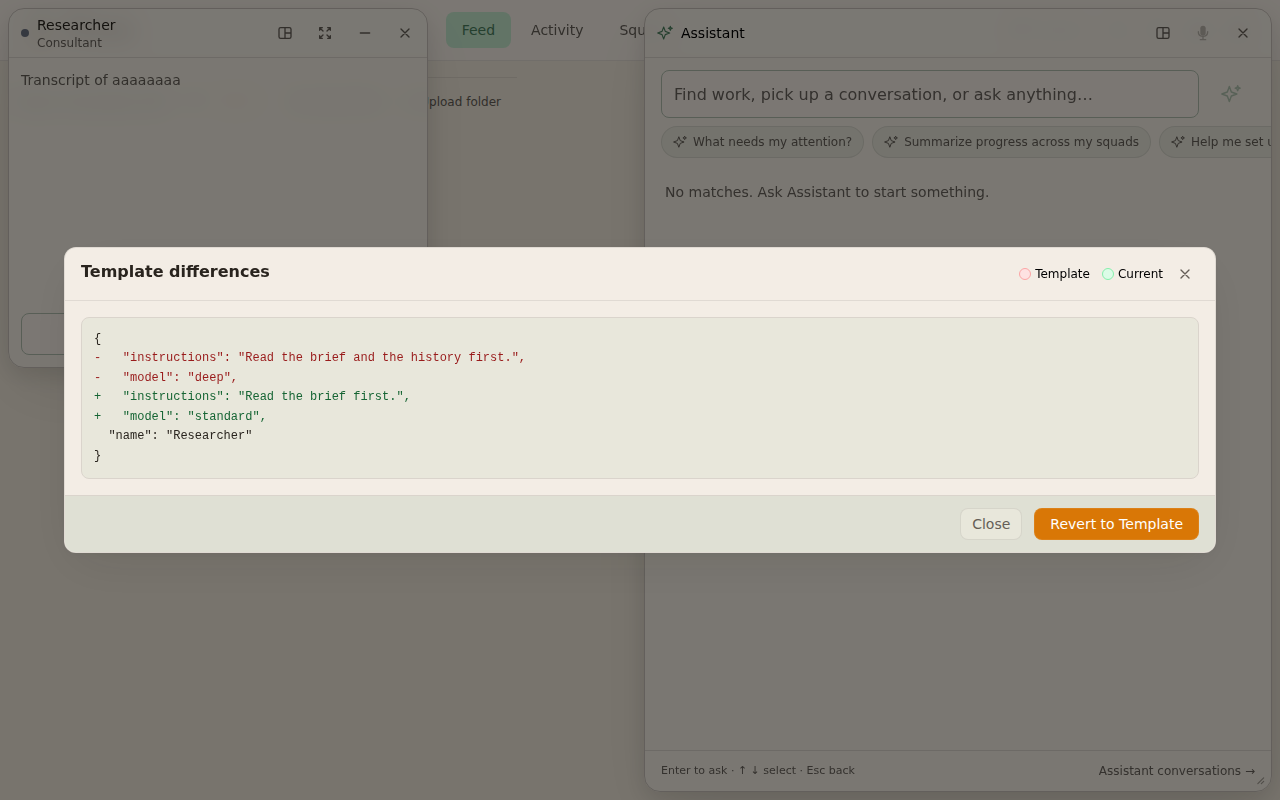 Researcher
Consultant
Feed
Activity
Squ
Assistant
Transcript of aaaaaaaa
pload folder
Find work, pick up a conversation, or ask anything...
What needs my attention?
Summarize progress across my squads
Help me set u
No matches. Ask Assistant to start something.
Template differences
Template
Current
{
-   "instructions": "Read the brief and the history first.",
-   "model": "deep",
+   "instructions": "Read the brief first.",
+   "model": "standard",
  "name": "Researcher"
}
Close
Revert to Template
Enter to ask · ↑ ↓ select · Esc back
Assistant conversations →